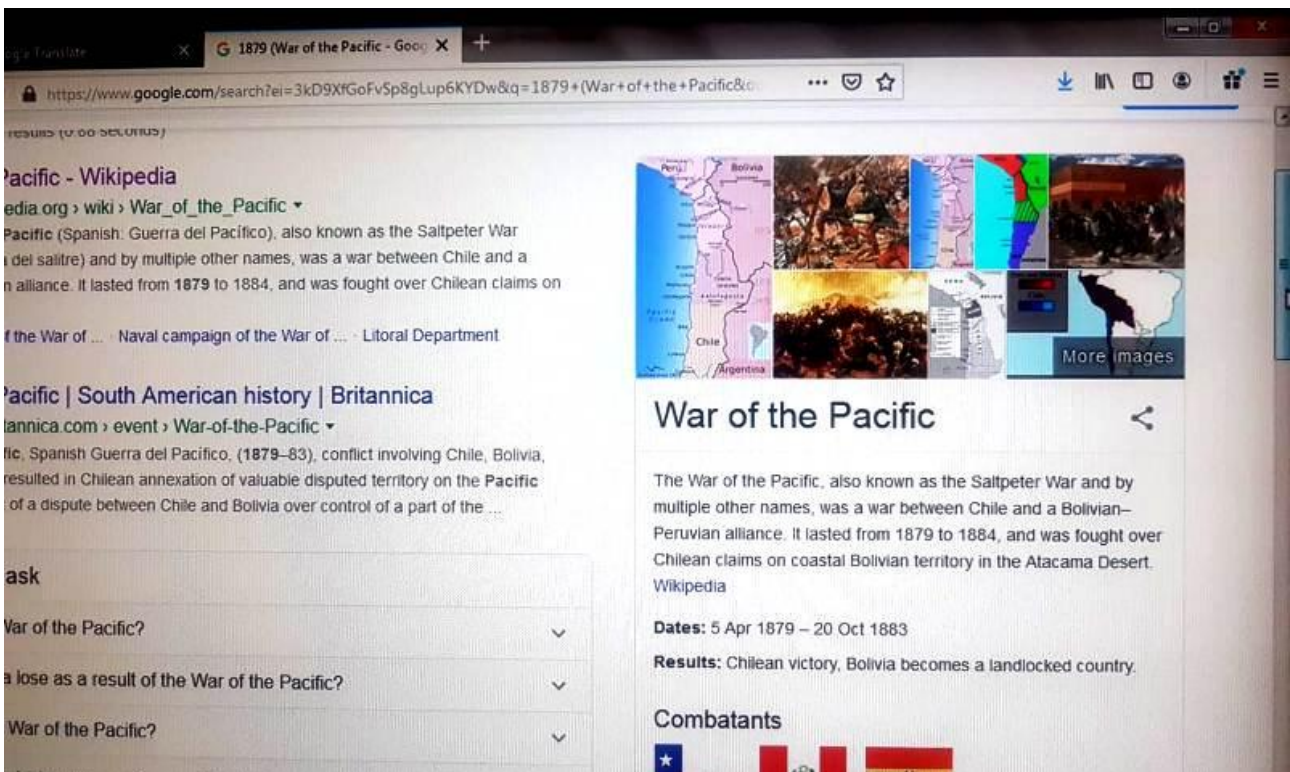 1879 (War of the Pacific - Goog
https://www.google.com/search?ei=3kD9XfGoFvSp8gLup6KYDw&q=1879+(War+of+the+Pacific&
results (0.68 seconds)
Pacific - Wikipedia
edia.org › wiki › War_of_the_Pacific
Pacific (Spanish: Guerra del Pacífico), also known as the Saltpeter War
del salitre) and by multiple other names, was a war between Chile and a
n alliance. It lasted from 1879 to 1884, and was fought over Chilean claims on
f the War of ... · Naval campaign of the War of ... · Litoral Department
Pacific | South American history | Britannica
tannica.com › event › War-of-the-Pacific
fic, Spanish Guerra del Pacífico, (1879–83), conflict involving Chile, Bolivia,
resulted in Chilean annexation of valuable disputed territory on the Pacific
of a dispute between Chile and Bolivia over control of a part of the ...
ask
War of the Pacific?
a lose as a result of the War of the Pacific?
War of the Pacific?
Peru
Bolivia
Pacific
Ocean
Antofagasta
Chile
Argentina
More images
War of the Pacific
The War of the Pacific, also known as the Saltpeter War and by
multiple other names, was a war between Chile and a Bolivian–
Peruvian alliance. It lasted from 1879 to 1884, and was fought over
Chilean claims on coastal Bolivian territory in the Atacama Desert.
Wikipedia
Dates: 5 Apr 1879 – 20 Oct 1883
Results: Chilean victory, Bolivia becomes a landlocked country.
Combatants